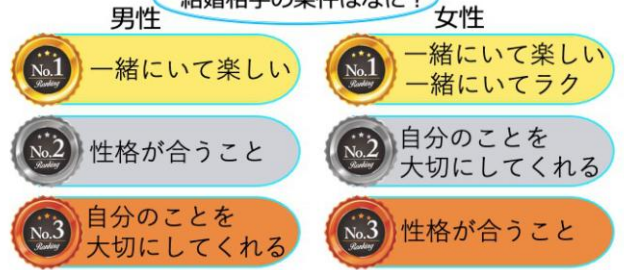 結婚相手の条件はなに？
男性
女性
No.1
Ranking
一緒にいて楽しい
No.1
Ranking
一緒にいて楽しい
一緒にいてラク
No.2
Ranking
性格が合うこと
No.2
Ranking
自分のことを
大切にしてくれる
No.3
Ranking
自分のことを
大切にしてくれる
No.3
Ranking
性格が合うこと